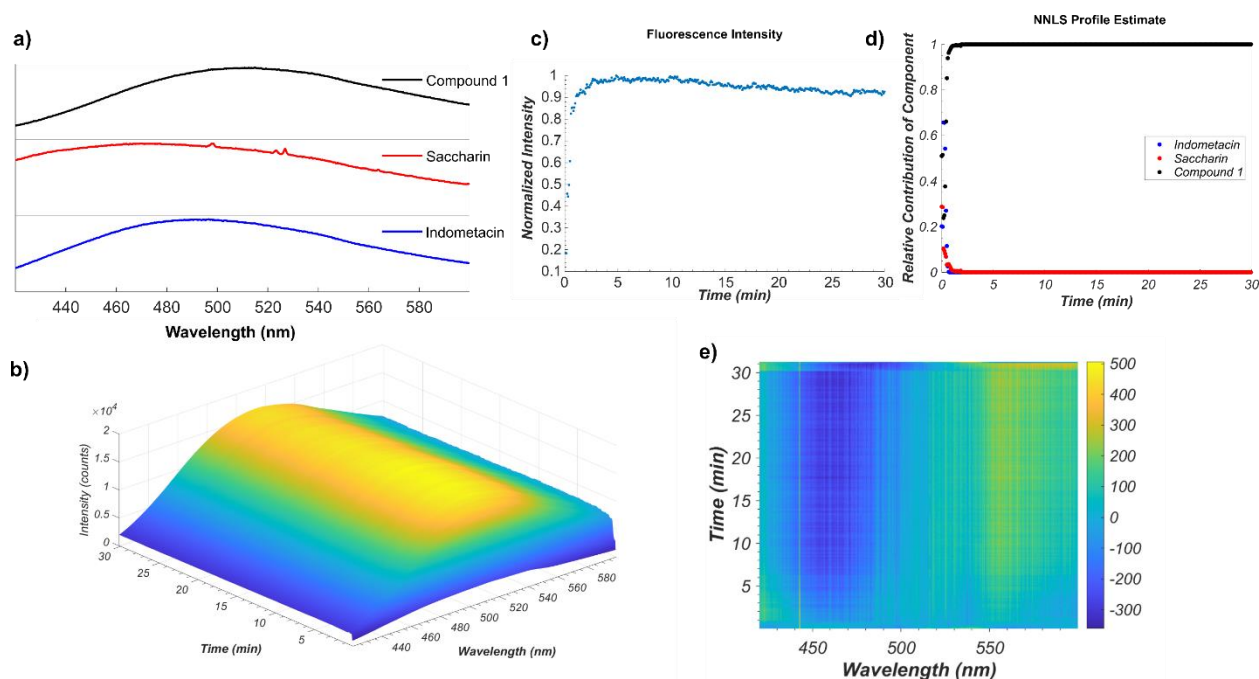 a)
Compound 1
Saccharin
Indometacin
440 460 480 500 520 540 560 580
Wavelength (nm)
c)
Fluorescence Intensity
Normalized Intensity
1
0.9
0.8
0.7
0.6
0.5
0.4
0.3
0.2
0.1
0 5 10 15 20 25 30
Time (min)
d)
NNLS Profile Estimate
Relative Contribution of Component
1
0.8
0.6
0.4
0.2
0
0 5 10 15 20 25 30
Time (min)
Indometacin
Saccharin
Compound 1
b)
×10⁴
Intensity (counts)
2
1.5
1
0.5
0
30 25 20 15 10 5
Time (min)
440 460 480 500 520 540 560 580
Wavelength (nm)
e)
Time (min)
30
25
20
15
10
5
450 500 550
Wavelength (nm)
500
400
300
200
100
0
-100
-200
-300